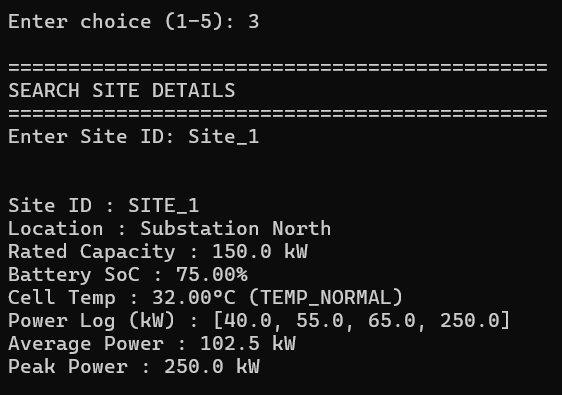 Enter choice (1-5): 3
=============================================
SEARCH SITE DETAILS
=============================================
Enter Site ID: Site_1
Site ID : SITE_1
Location : Substation North
Rated Capacity : 150.0 kW
Battery SoC : 75.00%
Cell Temp : 32.00°C (TEMP_NORMAL)
Power Log (kW) : [40.0, 55.0, 65.0, 250.0]
Average Power : 102.5 kW
Peak Power : 250.0 kW